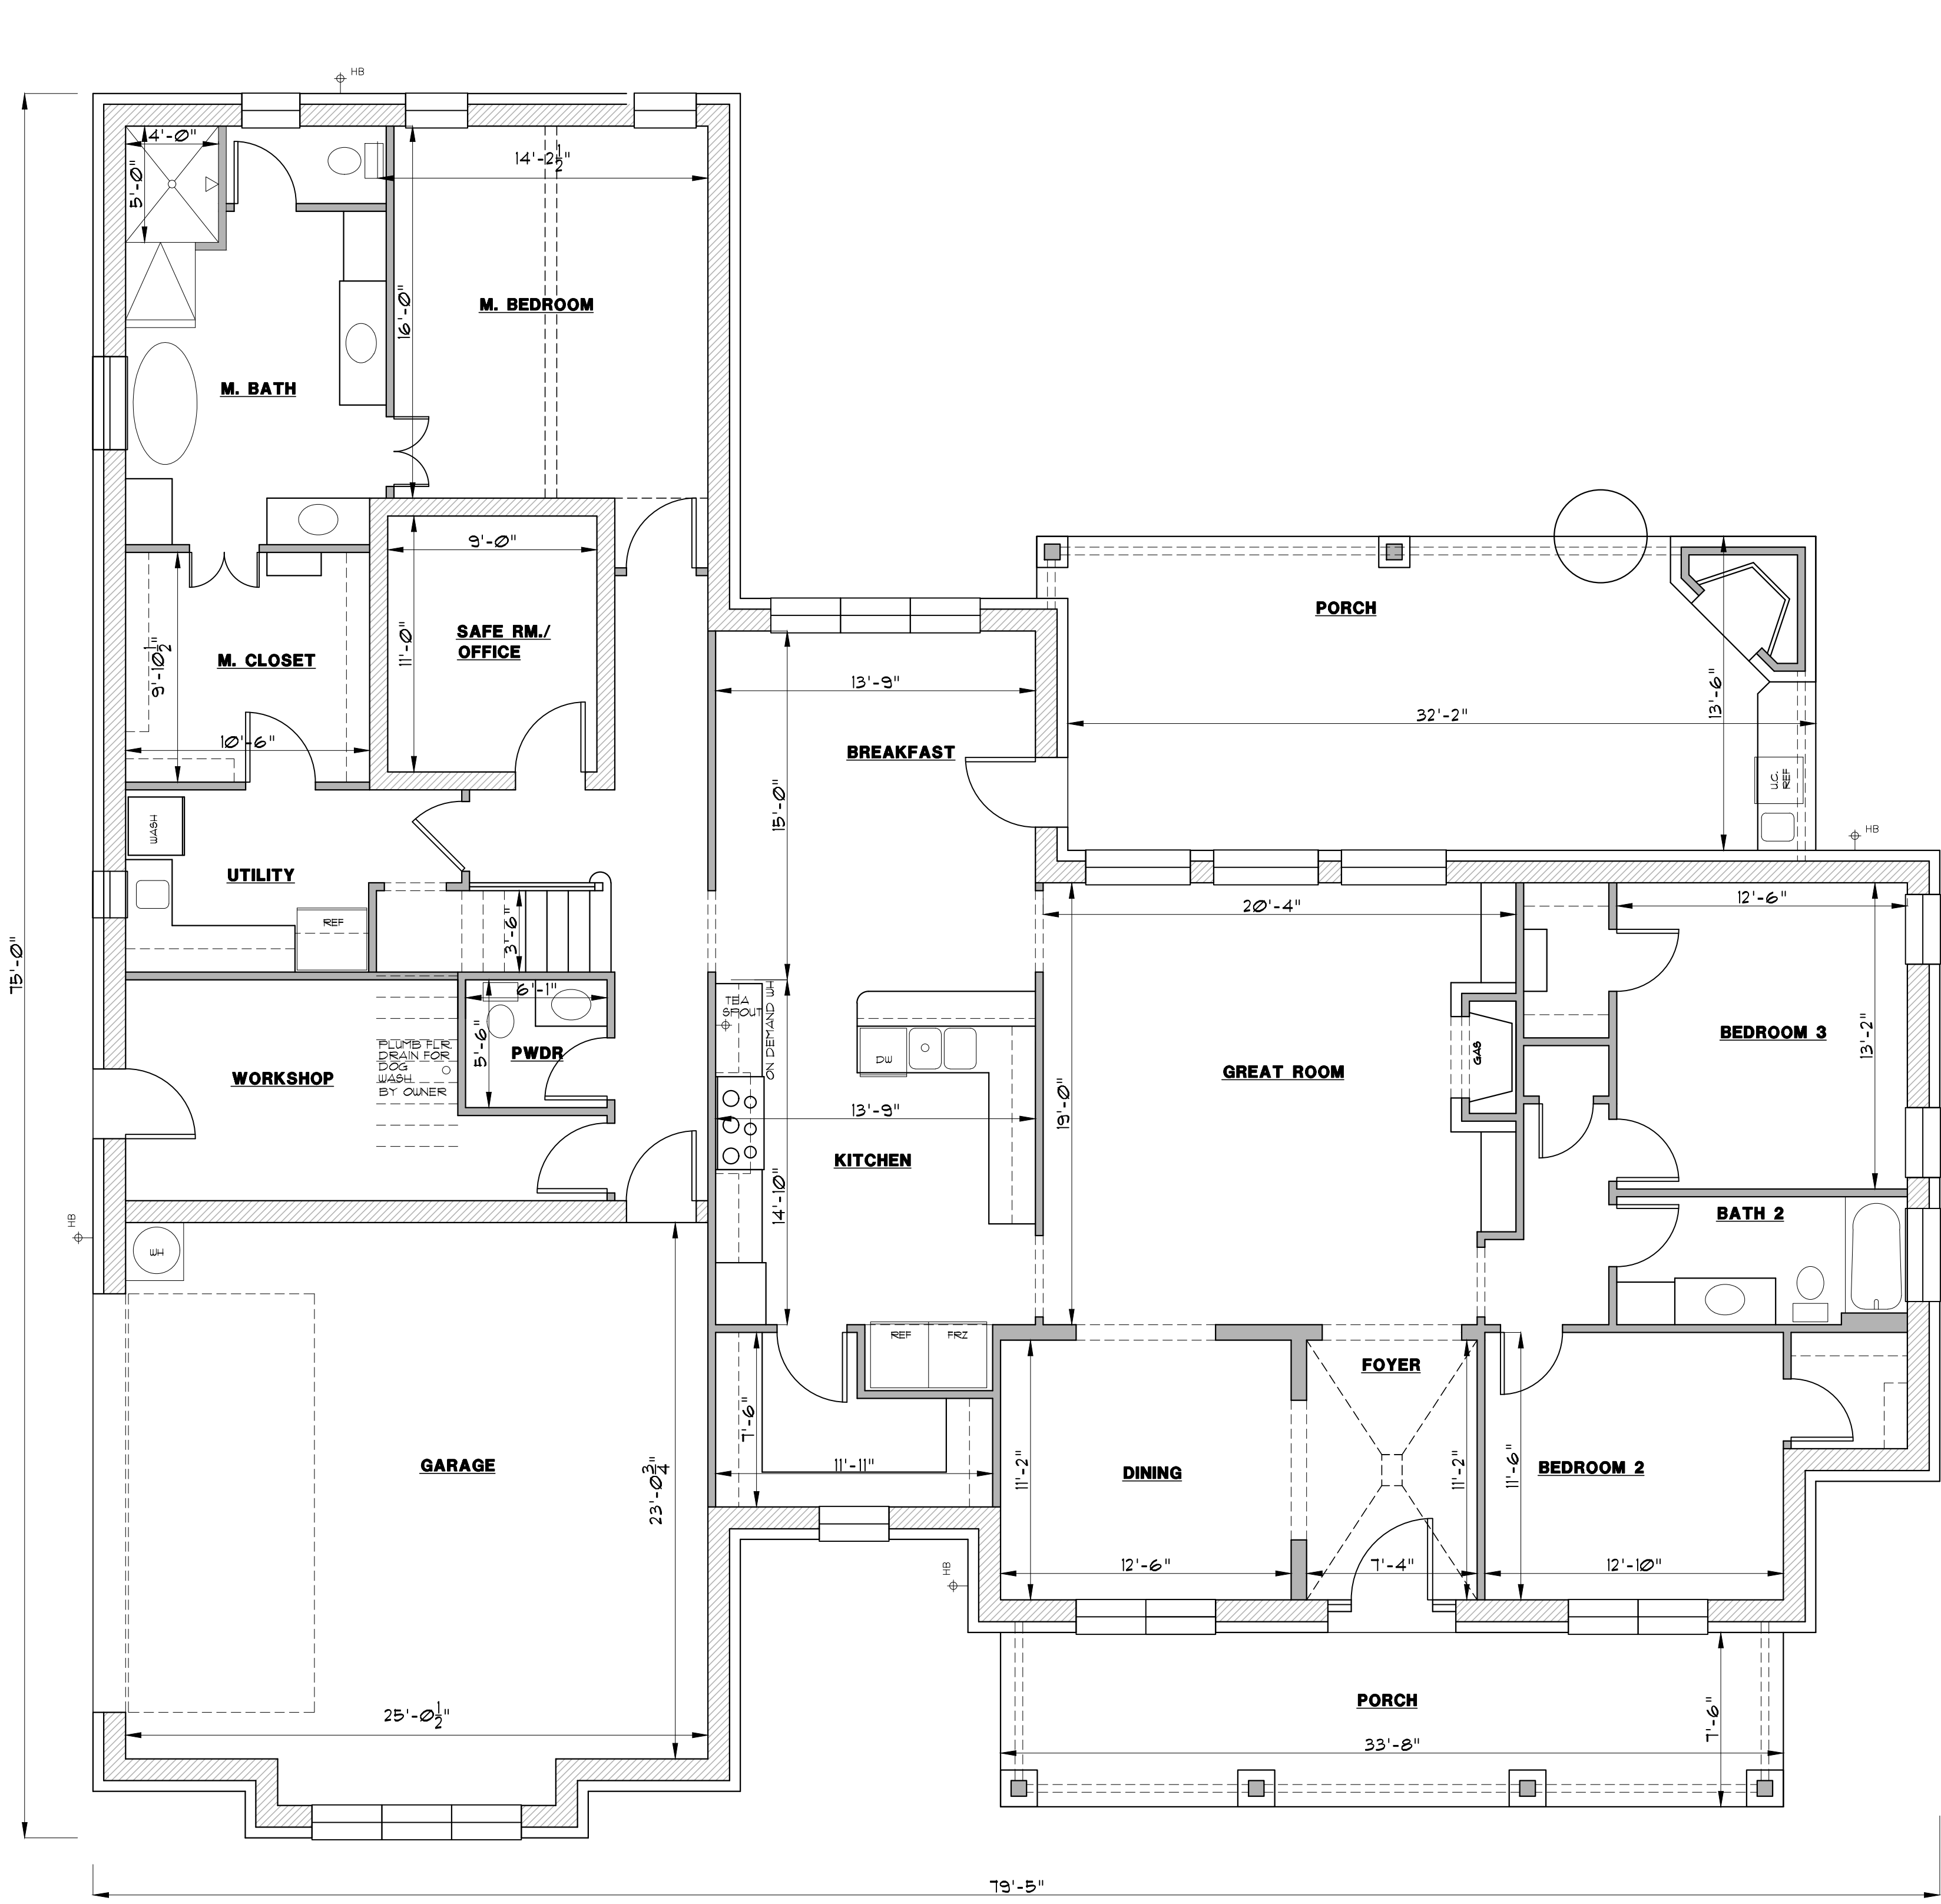 HB
4'-0"
5'-0"
14'-2 1/2"
16'-0"
M. BEDROOM
M. BATH
9'-0"
11'-0"
SAFE RM./
OFFICE
9'-10 1/2"
M. CLOSET
10'-6"
13'-9"
BREAKFAST
15'-0"
PORCH
32'-2"
13'-6"
U.C.
REF
HB
WASH
UTILITY
REF
3'-6"
20'-4"
12'-6"
75'-0"
6'-1"
5'-6"
PWDR
TEA
SPOUT
ON DEMAND WH
PLUMB FLR
DRAIN FOR
DOG
WASH
BY OWNER
WORKSHOP
DW
13'-9"
KITCHEN
14'-10"
19'-0"
GREAT ROOM
GAS
BEDROOM 3
13'-2"
BATH 2
HB
WH
REF
FRZ
7'-6"
11'-11"
GARAGE
23'-0 3/4"
25'-0 1/2"
HB
11'-2"
DINING
12'-6"
FOYER
11'-2"
7'-4"
11'-6"
BEDROOM 2
12'-10"
PORCH
7'-6"
33'-8"
79'-5"